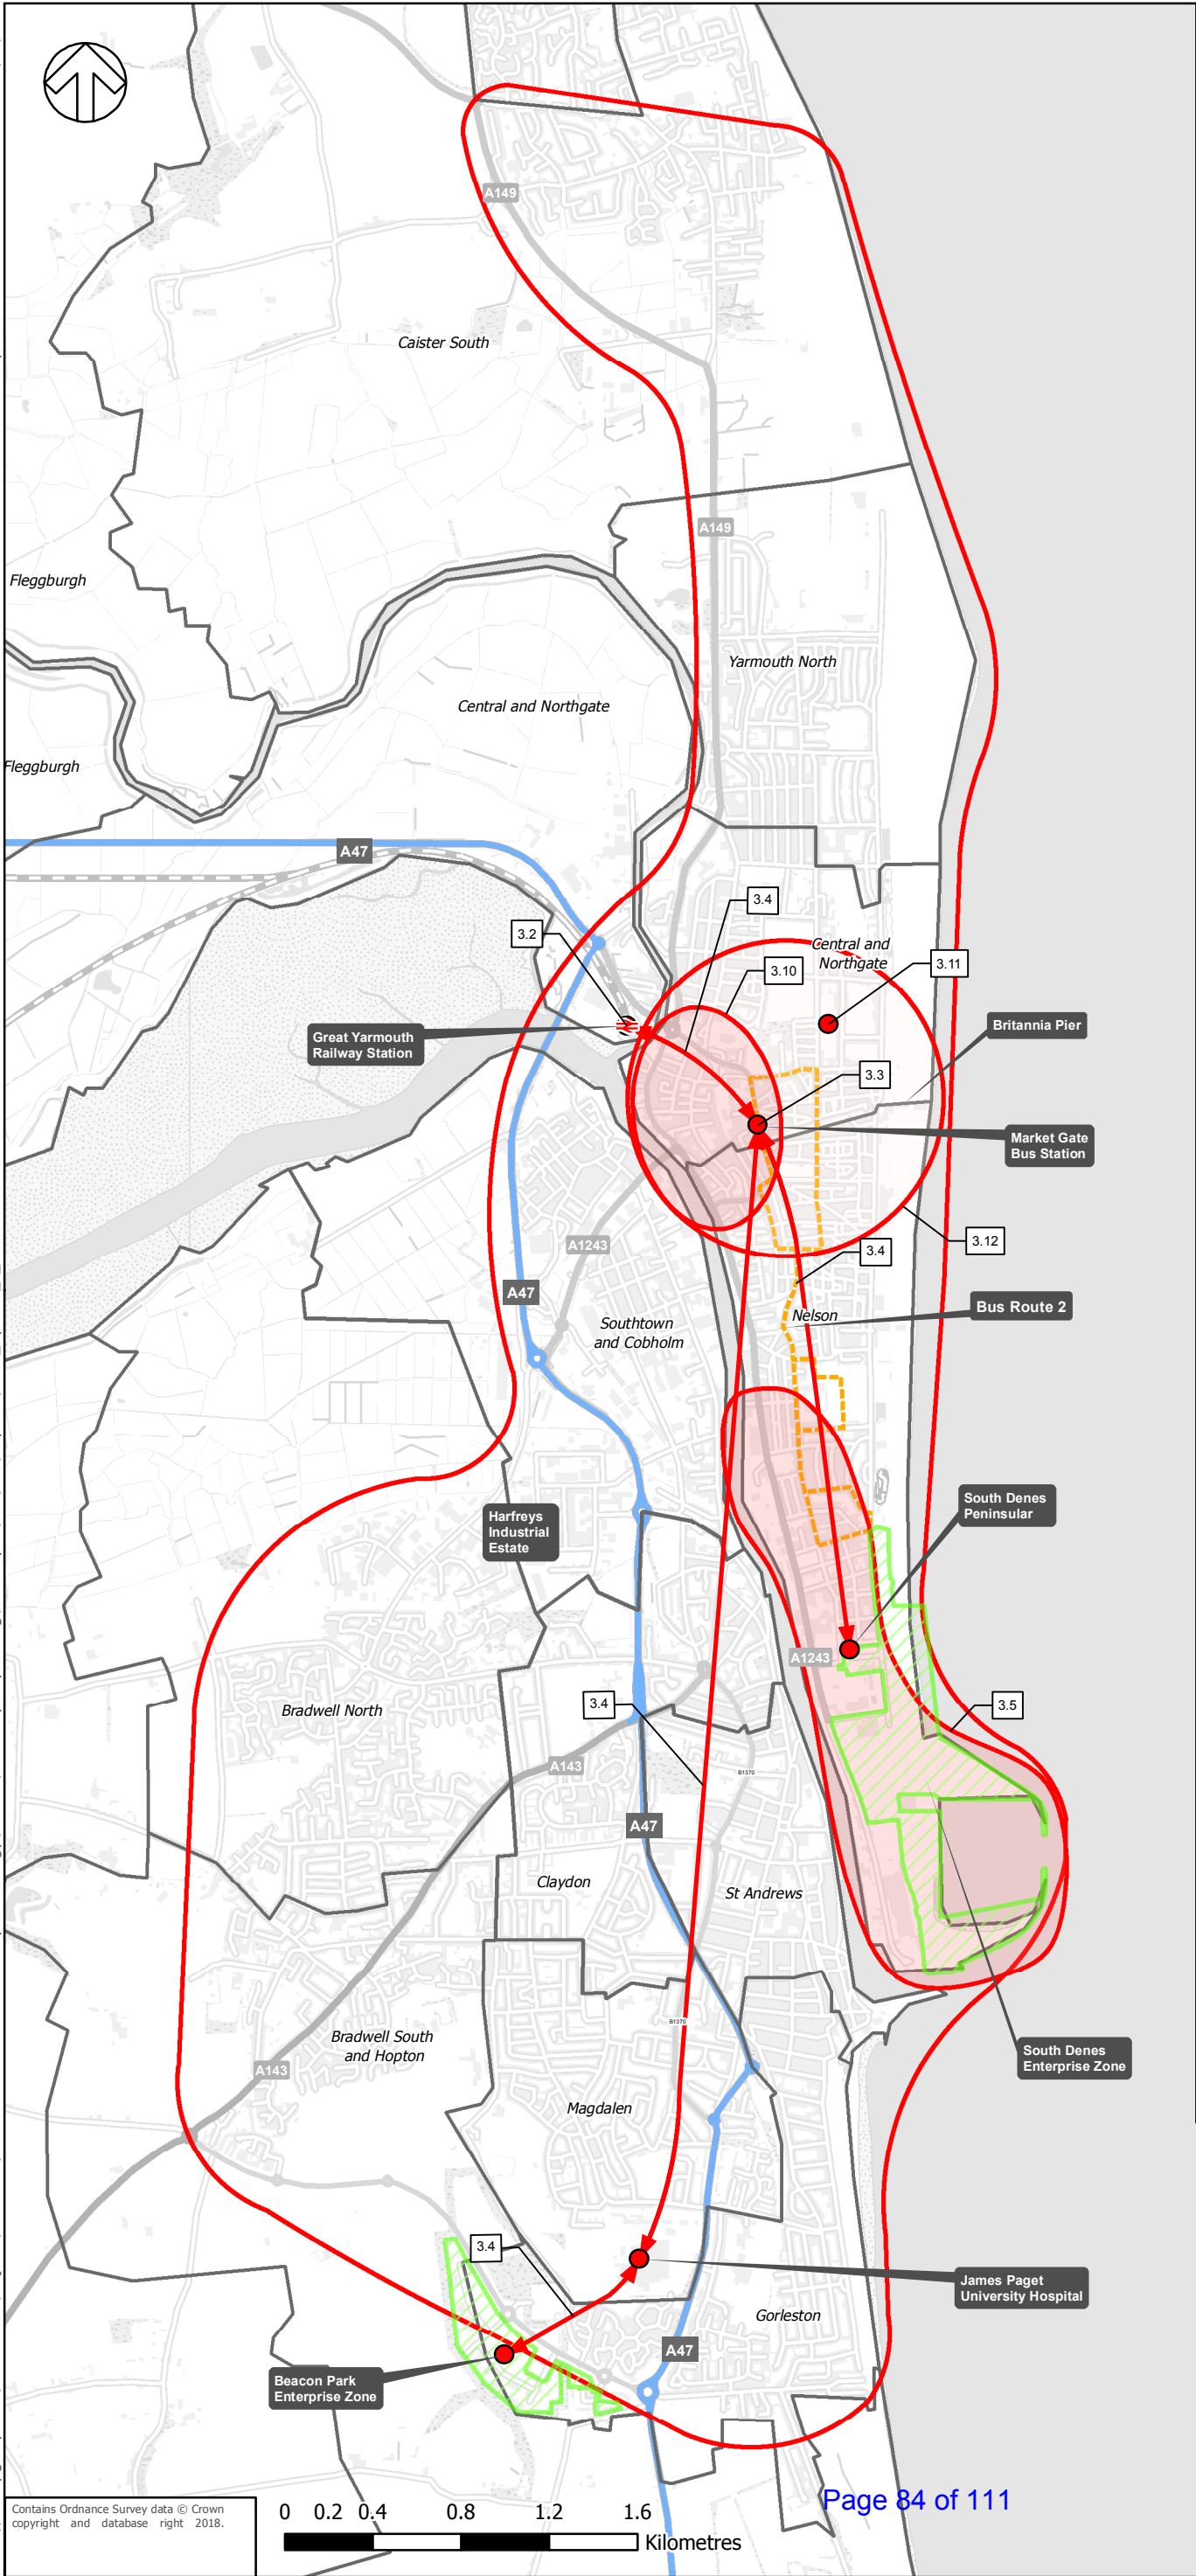 A149
Caister South
A149
Fleggburgh
Yarmouth North
Central and Northgate
Fleggburgh
A47
3.4
3.2
Central and
Northgate
3.10
3.11
Great Yarmouth
Railway Station
Britannia Pier
3.3
Market Gate
Bus Station
A1243
3.12
3.4
A47
Bus Route 2
Nelson
Southtown
and Cobholm
South Denes
Peninsular
Harfreys
Industrial
Estate
A1243
3.4
3.5
Bradwell North
A143
B1370
A47
Claydon
St Andrews
B1370
Bradwell South
and Hopton
South Denes
Enterprise Zone
A143
Magdalen
3.4
James Paget
University Hospital
Gorleston
A47
Beacon Park
Enterprise Zone
Page 84 of 111
Contains Ordnance Survey data © Crown
copyright and database right 2018.
0 0.2 0.4 0.8 1.2 1.6
Kilometres